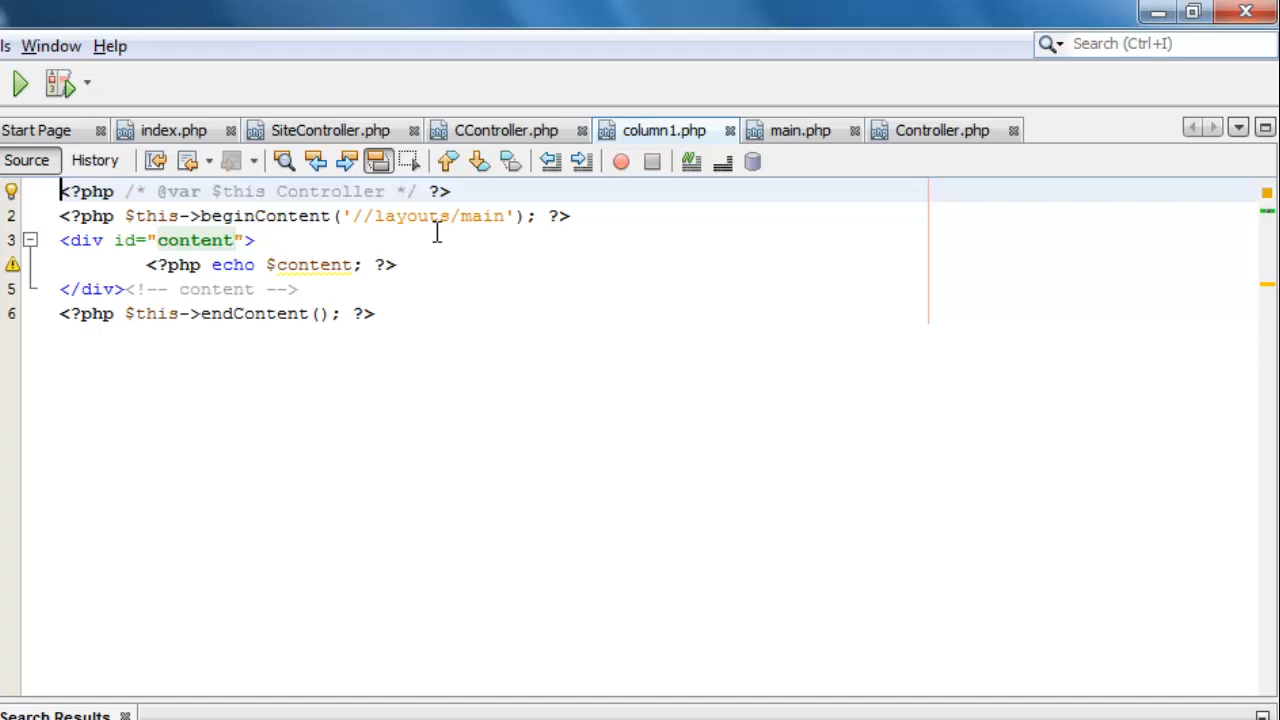 ls Window Help
Search (Ctrl+I)
Start Page index.php SiteController.php CController.php column1.php main.php Controller.php
Source History
<?php /* @var $this Controller */ ?>
2 <?php $this->beginContent('//layouts/main'); ?>
3 <div id="content">
<?php echo $content; ?>
5 </div><!-- content -->
6 <?php $this->endContent(); ?>
Search Results